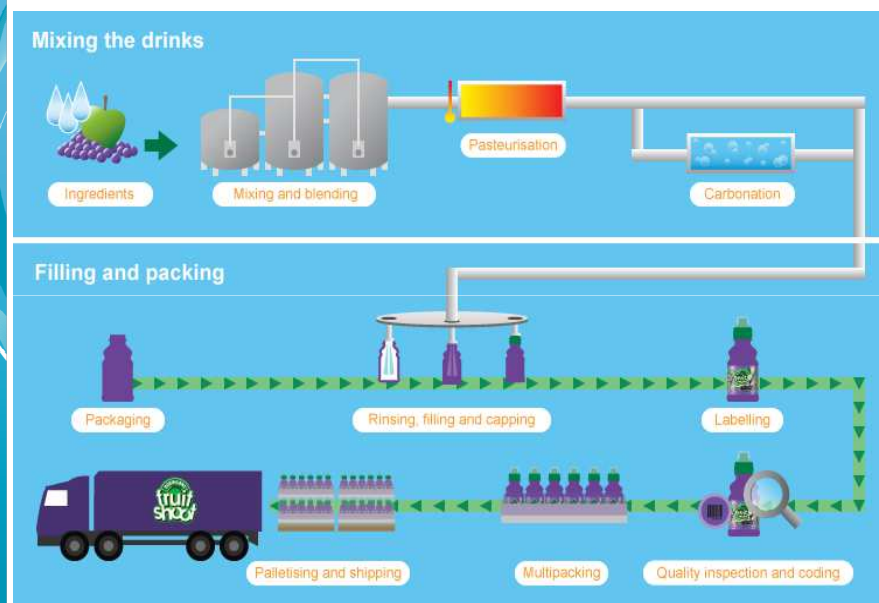 Mixing the drinks
Ingredients
Mixing and blending
Pasteurisation
Carbonation
Filling and packing
Packaging
Rinsing, filling and capping
Labelling
fruit
shoot
Palletising and shipping
Multipacking
Quality inspection and coding